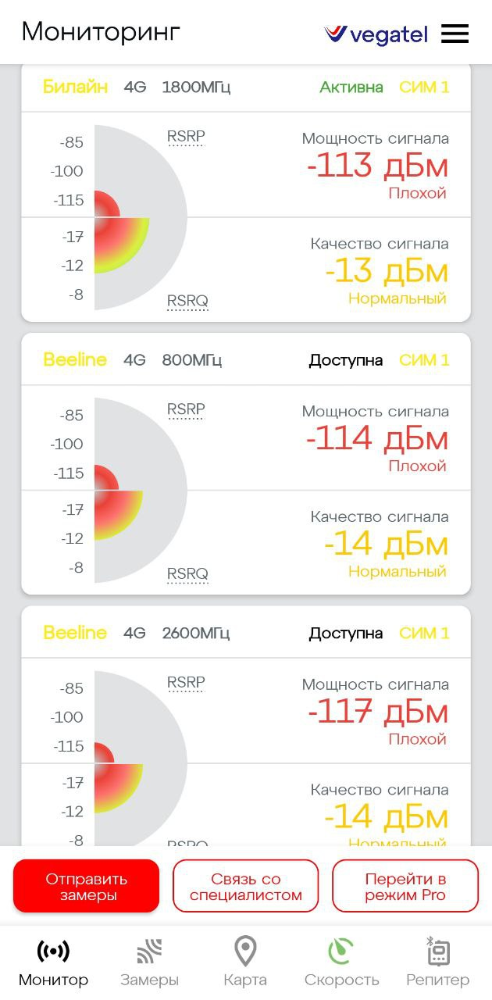 Мониторинг
vegatel
Билайн 4G 1800МГц Активна СИМ 1
-85
-100
-115
-17
-12
-8
RSRP
RSRQ
Мощность сигнала
-113 дБм
Плохой
Качество сигнала
-13 дБм
Нормальный
Beeline 4G 800МГц Доступна СИМ 1
-85
-100
-115
-17
-12
-8
RSRP
RSRQ
Мощность сигнала
-114 дБм
Плохой
Качество сигнала
-14 дБм
Нормальный
Beeline 4G 2600МГц Доступна СИМ 1
-85
-100
-115
-17
-12
-8
RSRP
RSRQ
Мощность сигнала
-117 дБм
Плохой
Качество сигнала
-14 дБм
Нормальный
Отправить
замеры
Связь со
специалистом
Перейти в
режим Pro
Монитор
Замеры
Карта
Скорость
Репитер